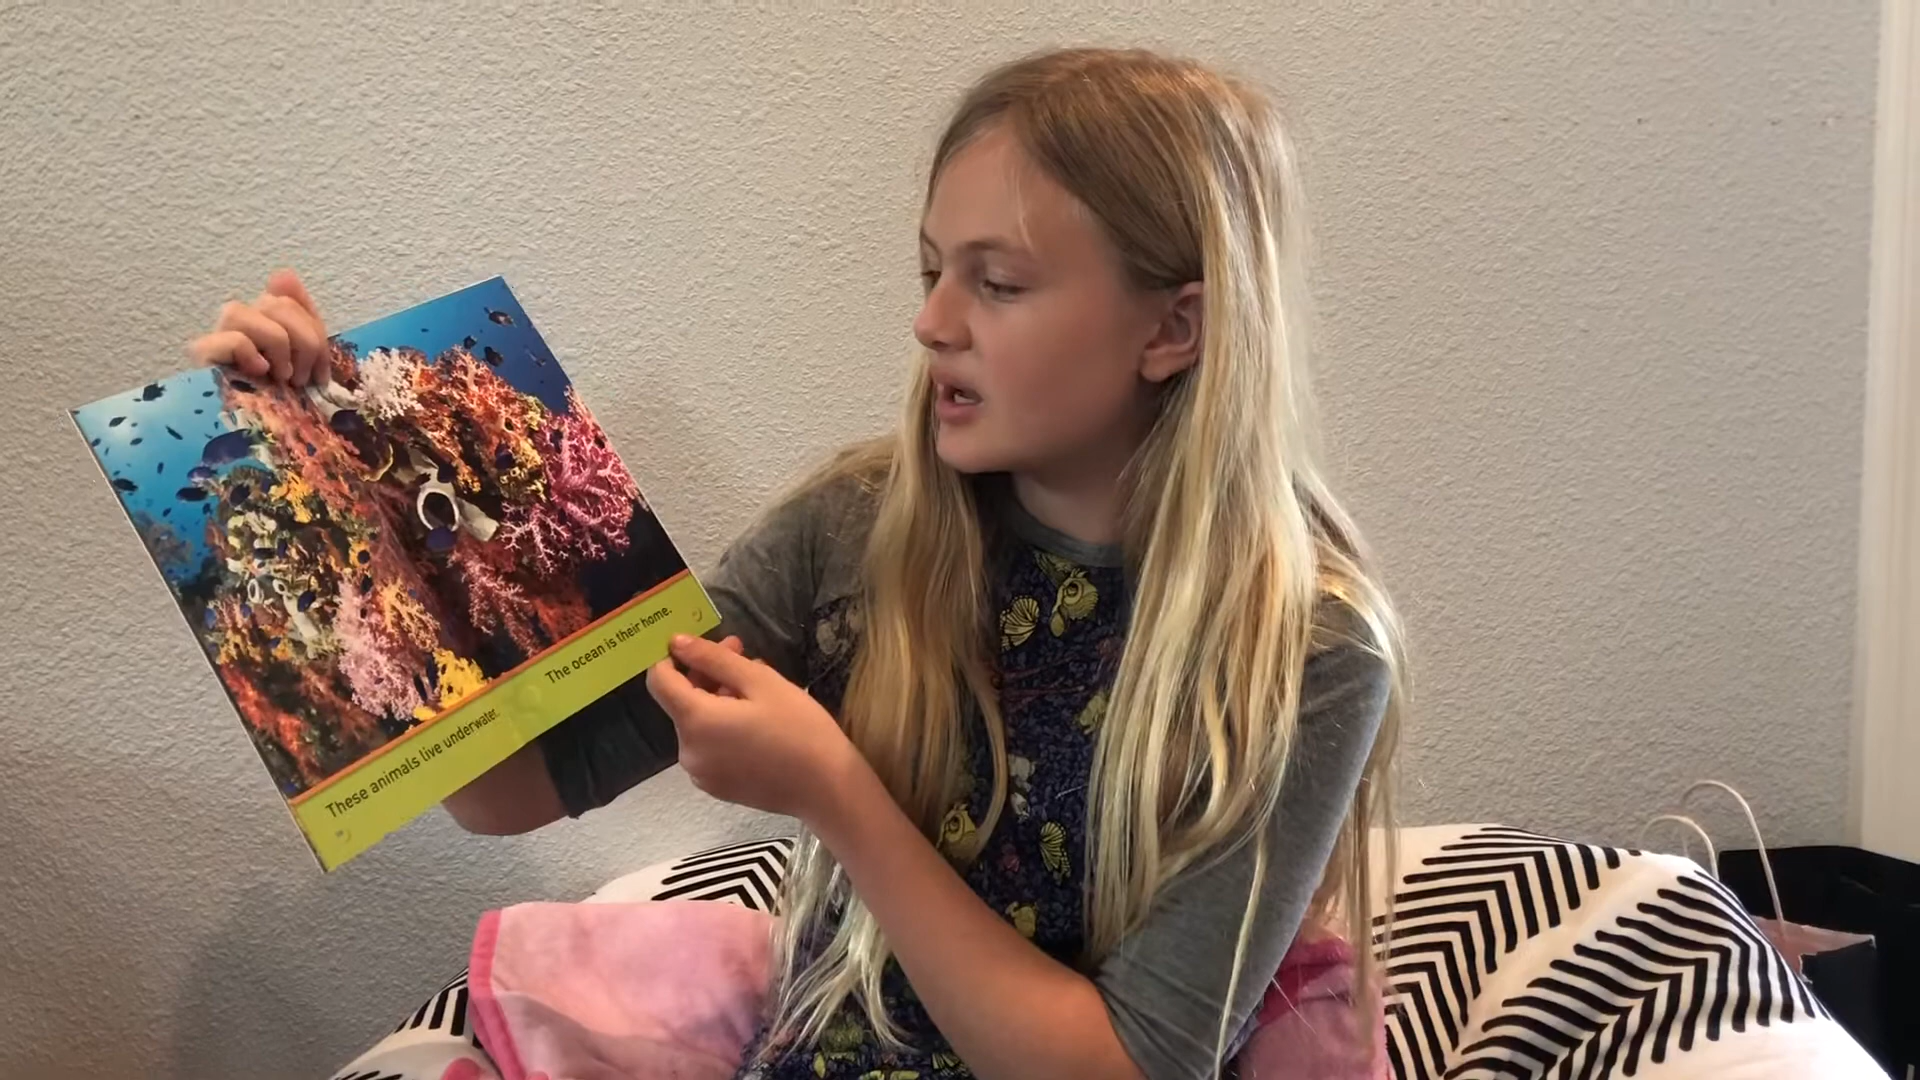 These animals live underwater.
The ocean is their home.